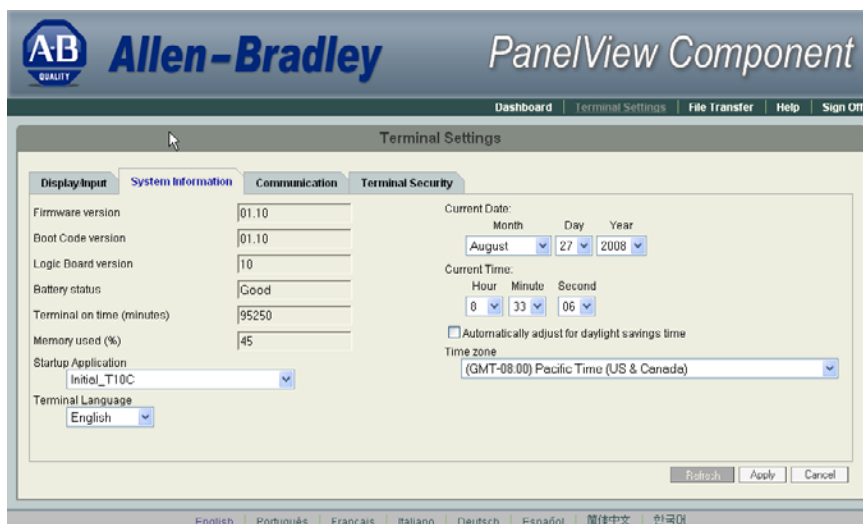 A·B
QUALITY
Allen-Bradley
PanelView Component
Dashboard | Terminal Settings | File Transfer | Help | Sign Off
Terminal Settings
Display/Input System Information Communication Terminal Security
Firmware version 01.10
Boot Code version 01.10
Logic Board version 10
Battery status Good
Terminal on time (minutes) 95250
Memory used (%) 45
Startup Application
Initial_T10C
Terminal Language
English
Current Date:
Month Day Year
August 27 2008
Current Time:
Hour Minute Second
8 33 06
Automatically adjust for daylight savings time
Time zone
(GMT-08:00) Pacific Time (US & Canada)
Refresh Apply Cancel
English | Português | Français | Italiano | Deutsch | Español | 简体中文 | 한국어